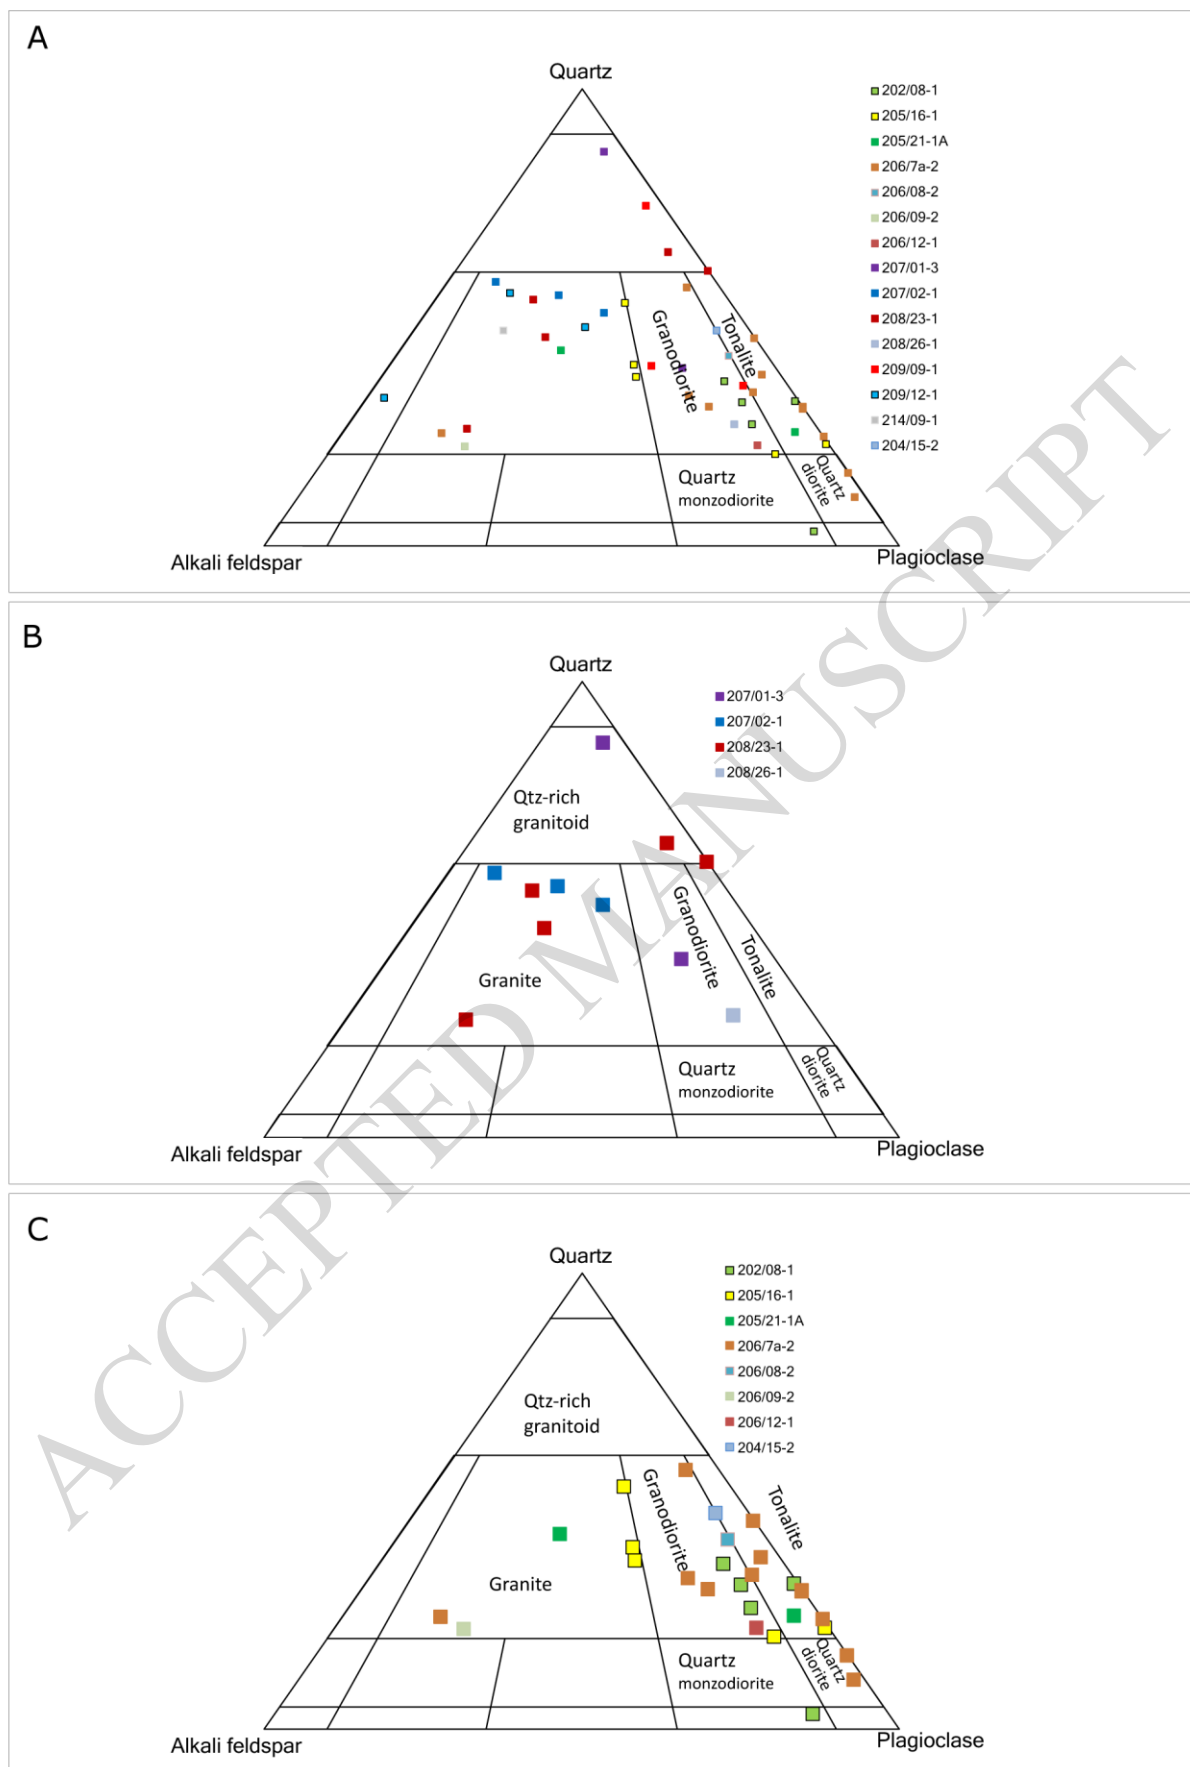 A
Quartz
202/08-1
205/16-1
205/21-1A
206/7a-2
206/08-2
206/09-2
206/12-1
207/01-3
207/02-1
208/23-1
208/26-1
209/09-1
209/12-1
214/09-1
204/15-2
Granodiorite
Tonalite
Quartz
monzodiorite
Quartz
diorite
Alkali feldspar
Plagioclase
B
Quartz
207/01-3
207/02-1
208/23-1
208/26-1
Qtz-rich
granitoid
Granodiorite
Tonalite
Granite
Quartz
monzodiorite
Quartz
diorite
Alkali feldspar
Plagioclase
C
Quartz
202/08-1
205/16-1
205/21-1A
206/7a-2
206/08-2
206/09-2
206/12-1
204/15-2
Qtz-rich
granitoid
Granodiorite
Tonalite
Granite
Quartz
monzodiorite
Quartz
diorite
Alkali feldspar
Plagioclase
ACCEPTED MANUSCRIPT